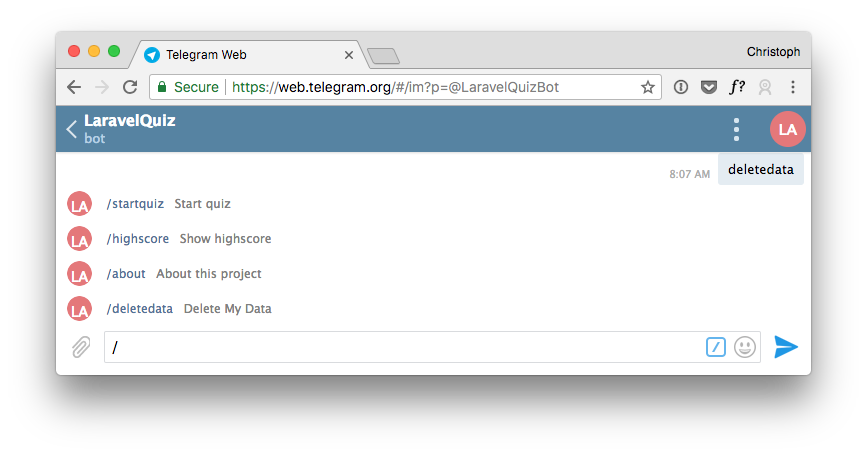 Telegram Web
Christoph
Secure https://web.telegram.org/#/im?p=@LaravelQuizBot
f?
LaravelQuiz
bot
LA
8:07 AM deletedata
LA /startquiz Start quiz
LA /highscore Show highscore
LA /about About this project
LA /deletedata Delete My Data
/ /